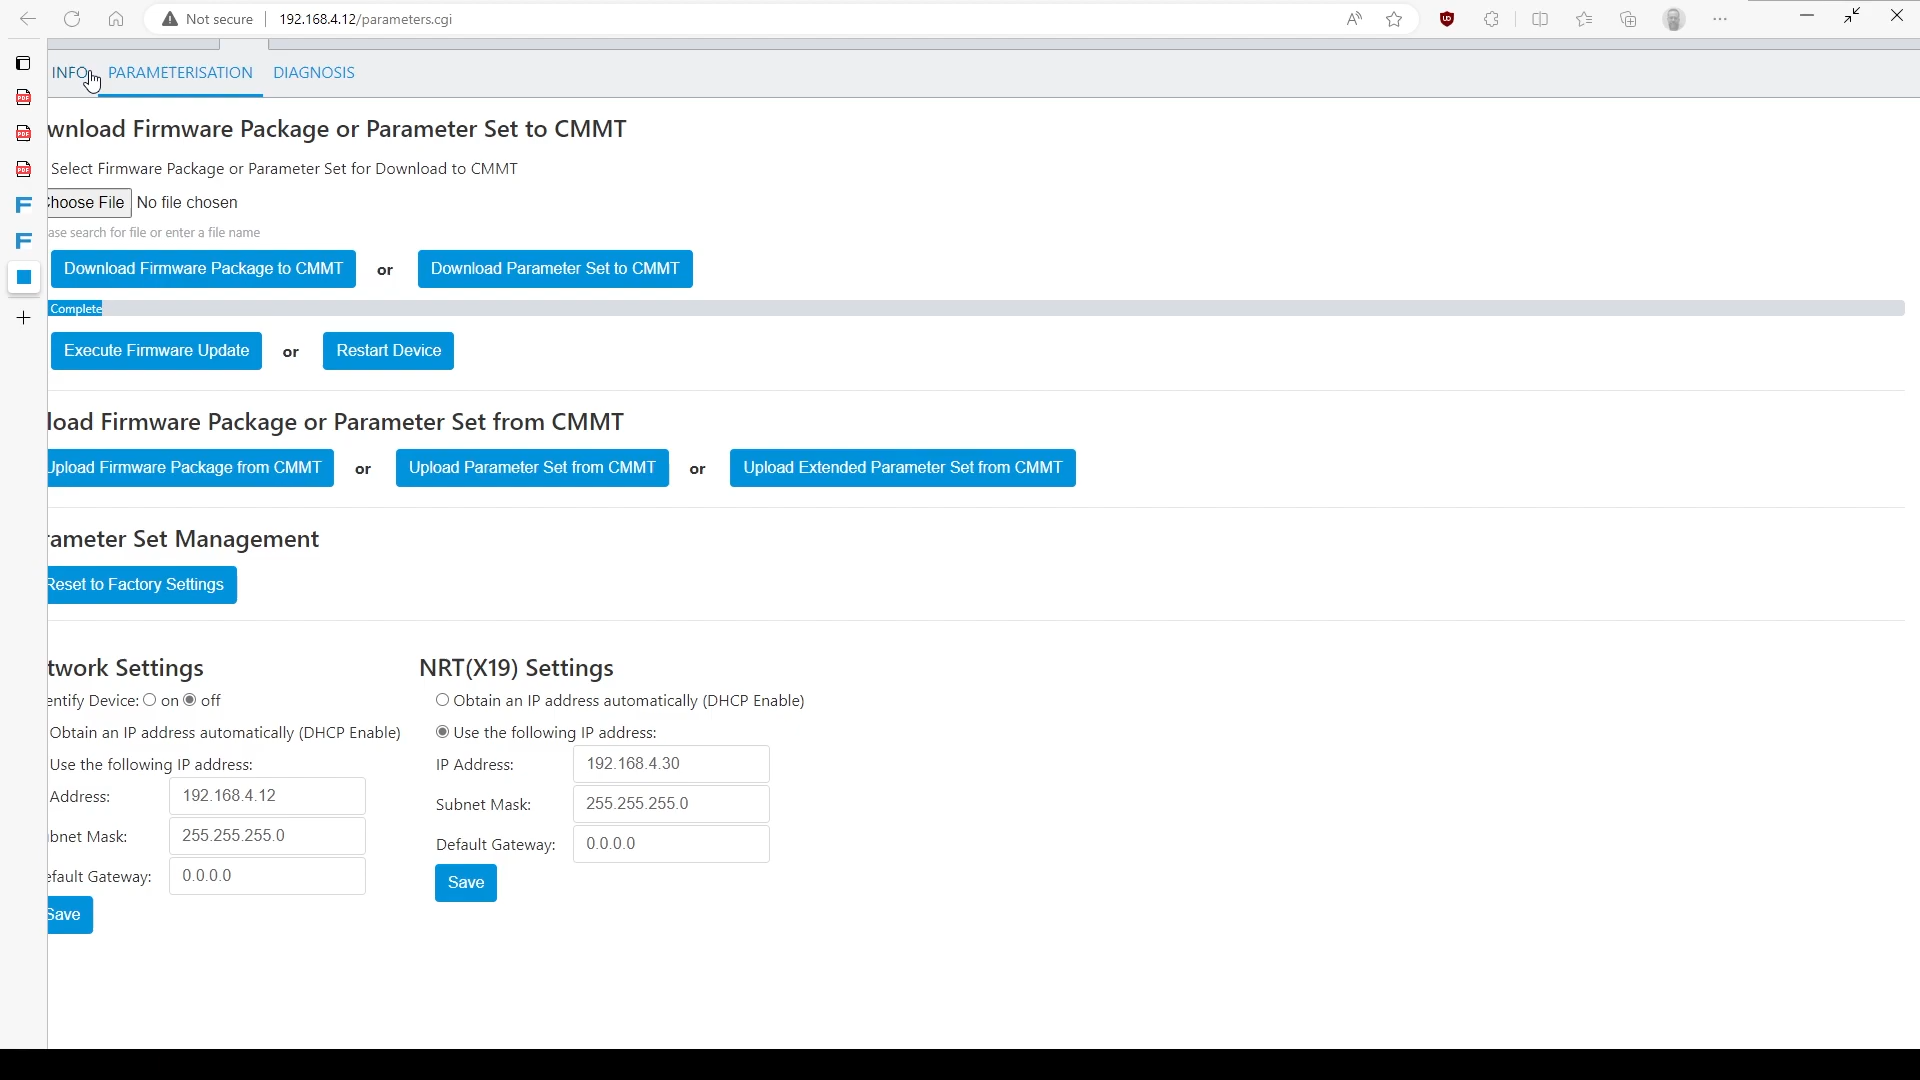 Not secure 192.168.4.12/parameters.cgi
INFO PARAMETERISATION DIAGNOSIS
wnload Firmware Package or Parameter Set to CMMT
Select Firmware Package or Parameter Set for Download to CMMT
Choose File No file chosen
ase search for file or enter a file name
Download Firmware Package to CMMT or Download Parameter Set to CMMT
Complete
Execute Firmware Update or Restart Device
load Firmware Package or Parameter Set from CMMT
Upload Firmware Package from CMMT or Upload Parameter Set from CMMT or Upload Extended Parameter Set from CMMT
rameter Set Management
Reset to Factory Settings
twork Settings
entify Device: on off
Obtain an IP address automatically (DHCP Enable)
Use the following IP address:
Address: 192.168.4.12
bnet Mask: 255.255.255.0
efault Gateway: 0.0.0.0
Save
NRT(X19) Settings
Obtain an IP address automatically (DHCP Enable)
Use the following IP address:
IP Address: 192.168.4.30
Subnet Mask: 255.255.255.0
Default Gateway: 0.0.0.0
Save